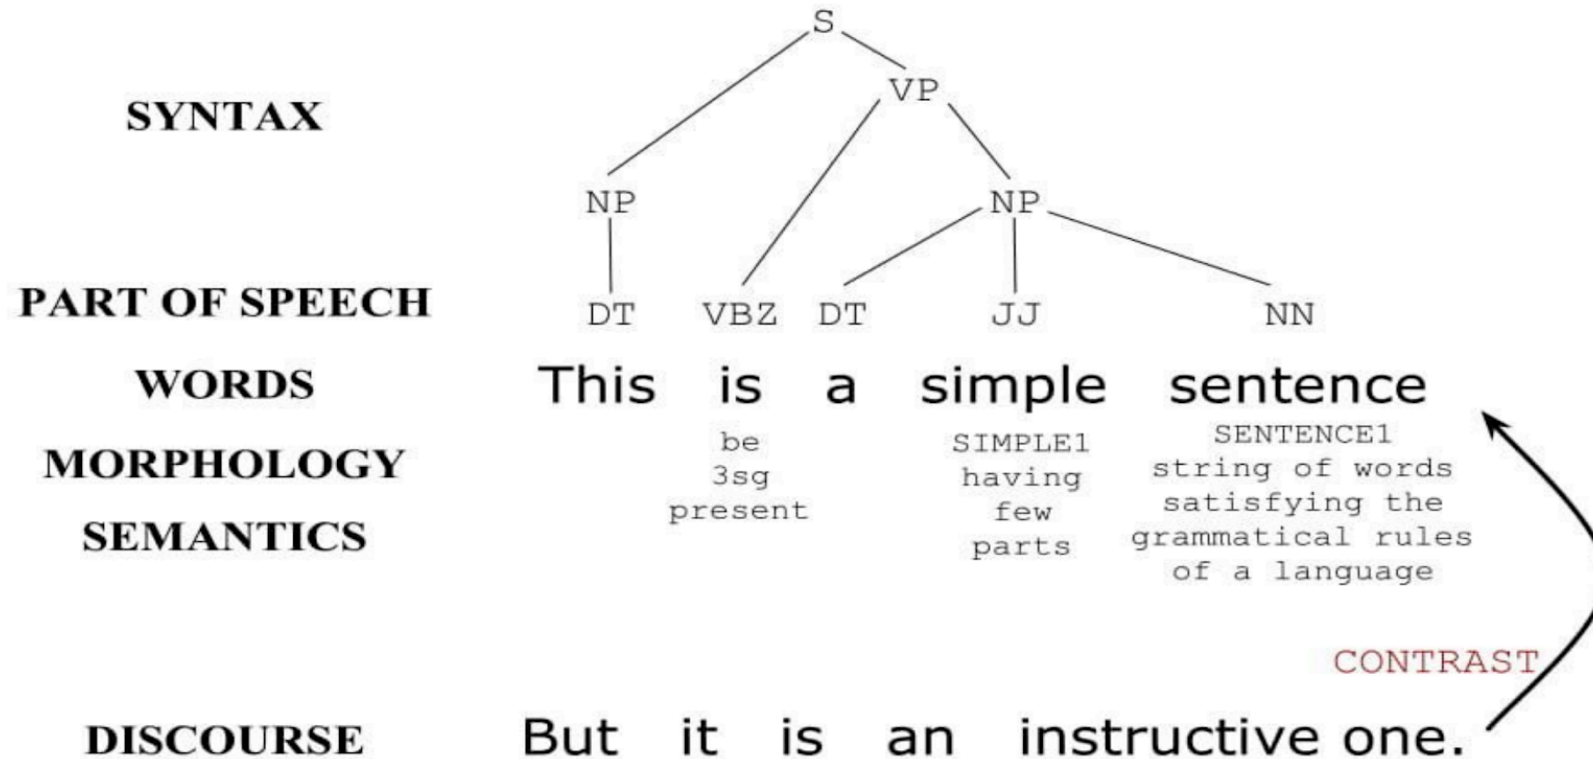 S
VP
SYNTAX
NP NP
PART OF SPEECH DT VBZ DT JJ NN
WORDS This is a simple sentence
MORPHOLOGY
SEMANTICS
be
3sg
present
SIMPLE1
having
few
parts
SENTENCE1
string of words
satisfying the
grammatical rules
of a language
CONTRAST
DISCOURSE But it is an instructive one.